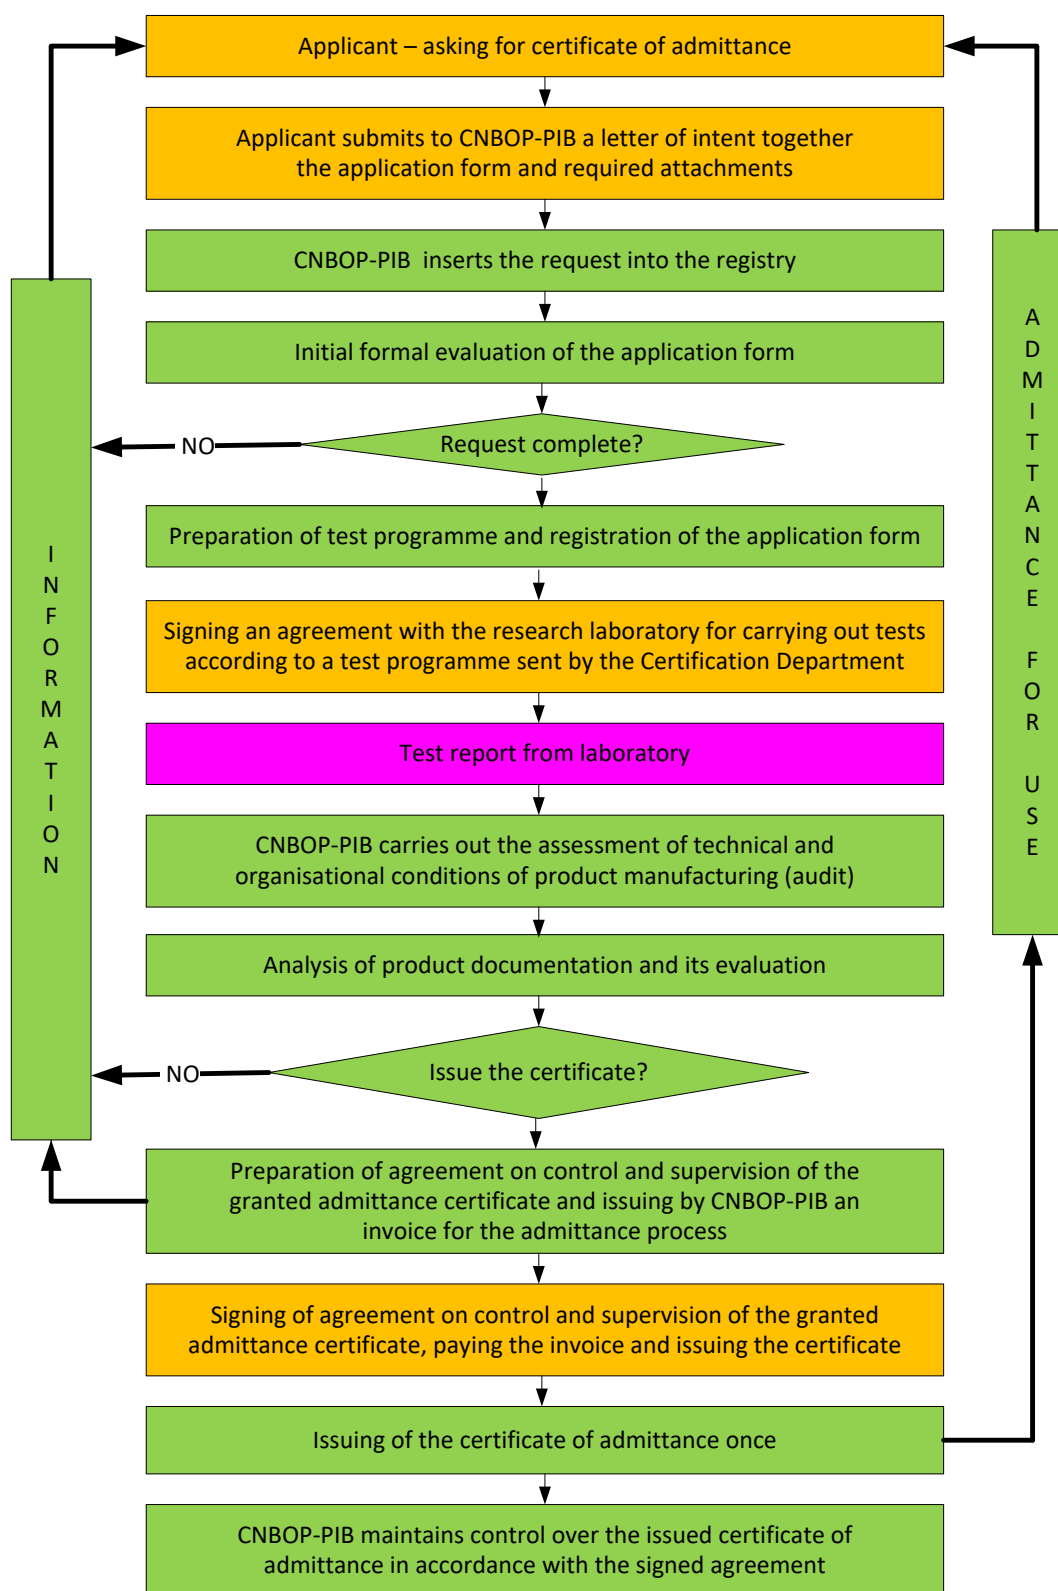 Applicant – asking for certificate of admittance
Applicant submits to CNBOP-PIB a letter of intent together
the application form and required attachments
CNBOP-PIB  inserts the request into the registry
Initial formal evaluation of the application form
Request complete?
NO
Preparation of test programme and registration of the application form
Signing an agreement with the research laboratory for carrying out tests
according to a test programme sent by the Certification Department
Test report from laboratory
CNBOP-PIB carries out the assessment of technical and
organisational conditions of product manufacturing (audit)
Analysis of product documentation and its evaluation
Issue the certificate?
NO
Preparation of agreement on control and supervision of the
granted admittance certificate and issuing by CNBOP-PIB an
invoice for the admittance process
Signing of agreement on control and supervision of the granted
admittance certificate, paying the invoice and issuing the certificate
Issuing of the certificate of admittance once
CNBOP-PIB maintains control over the issued certificate of
admittance in accordance with the signed agreement
INFORMATION
ADMITTANCE FOR USE